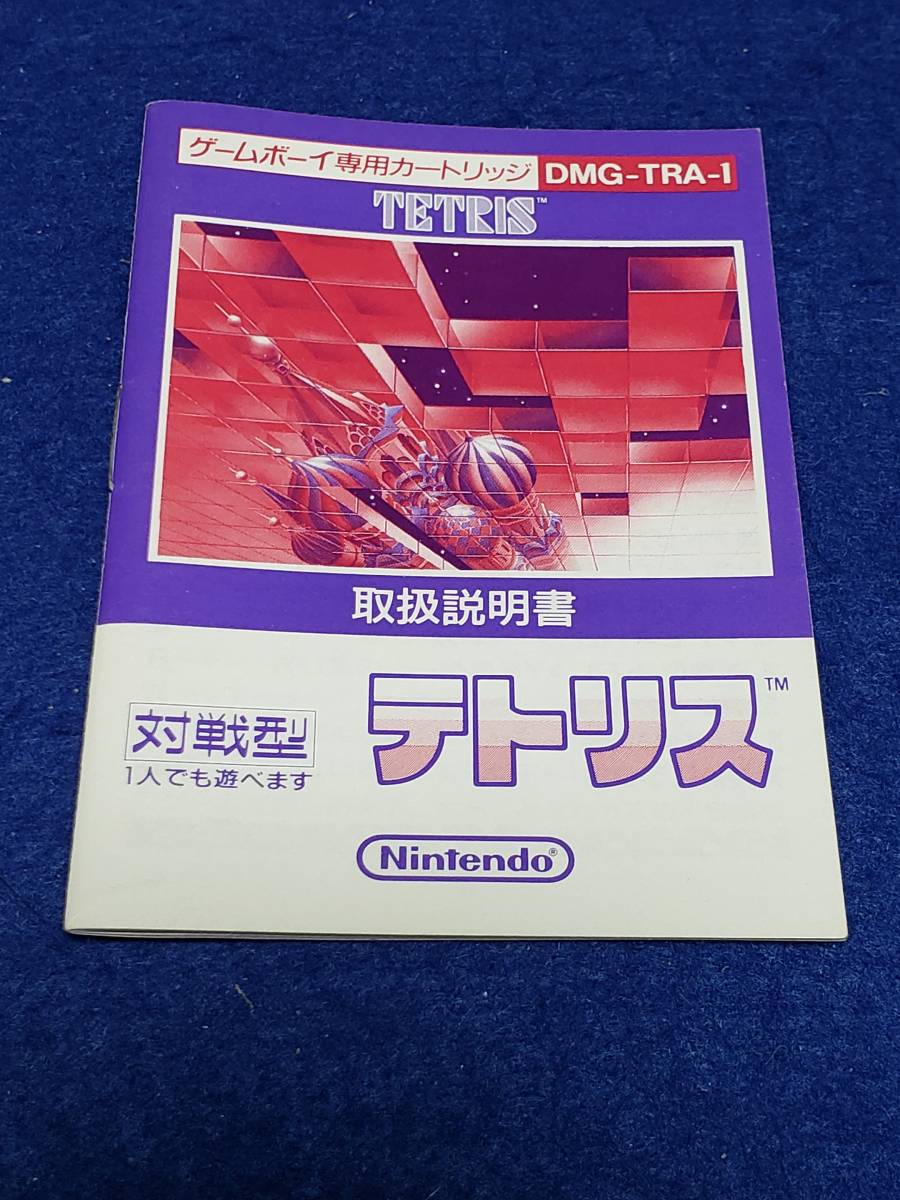 ゲームボーイ専用カートリッジ DMG-TRA-1
TETRIS™
取扱説明書
テトリス™
対戦型
1人でも遊べます
Nintendo®